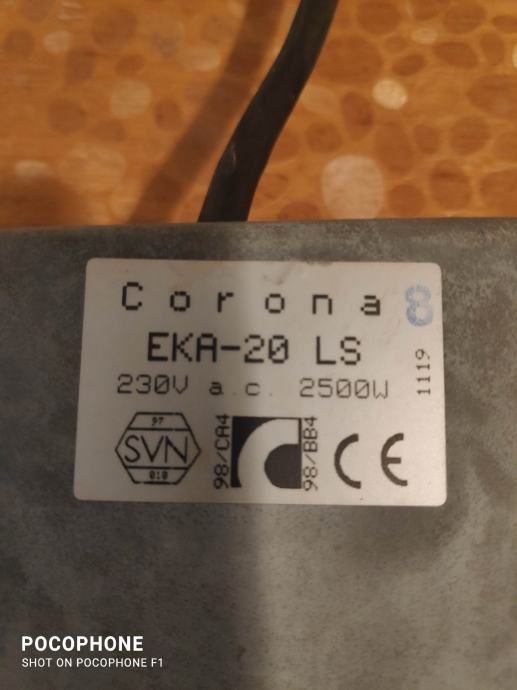 Corona 8
EKA-20 LS
230V a.c. 2500W
1119
97
SVN
010
98/CA4
98/BB4
CE
POCOPHONE
SHOT ON POCOPHONE F1